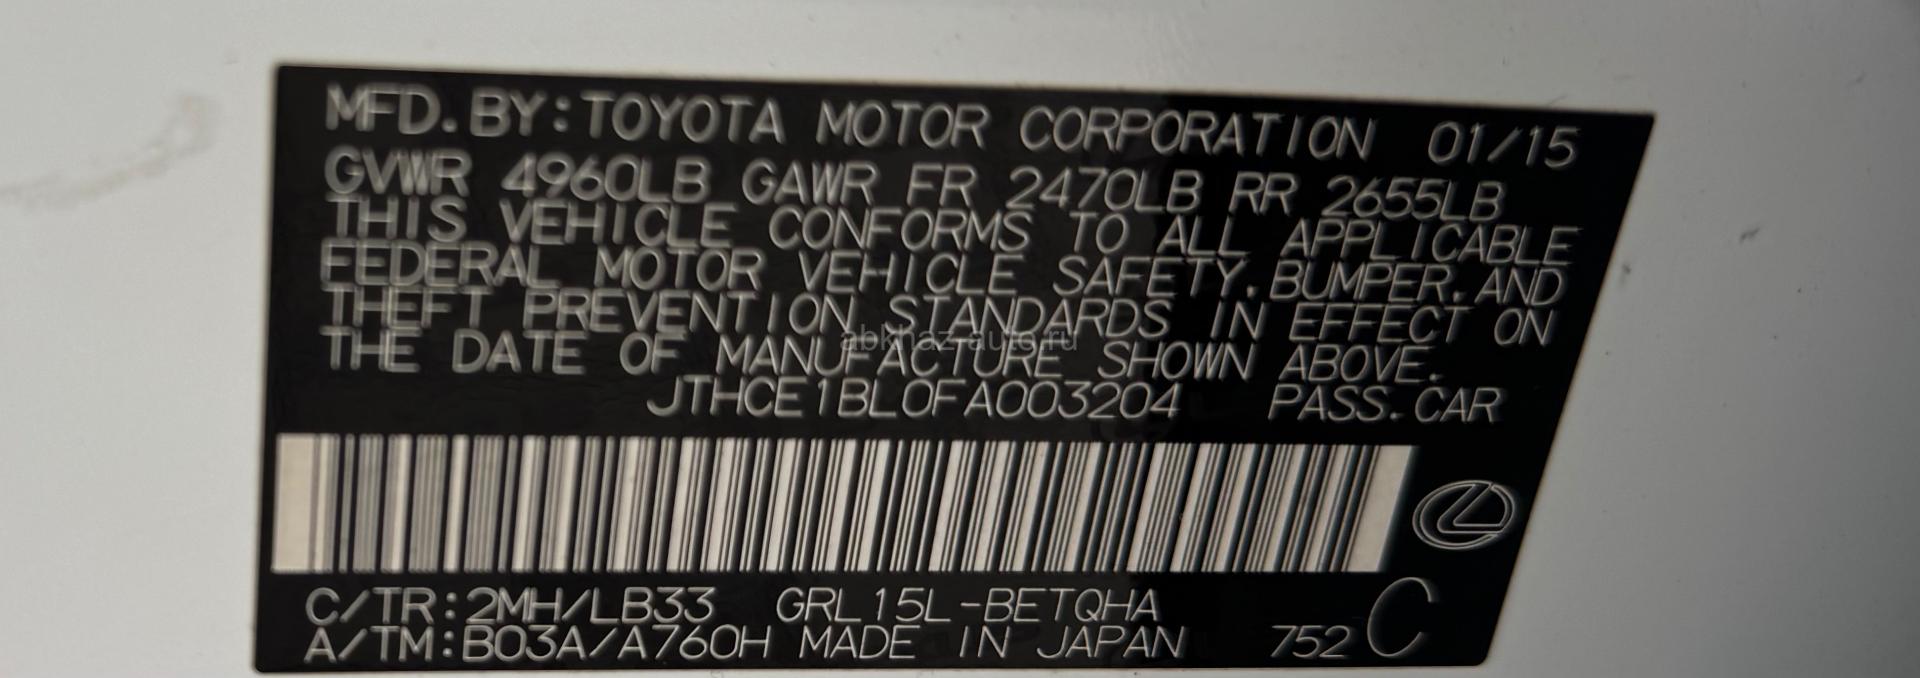 MFD. BY: TOYOTA MOTOR CORPORATION 01/15
GVWR 4960LB GAWR FR 2470LB RR 2655LB
THIS VEHICLE CONFORMS TO ALL APPLICABLE
FEDERAL MOTOR VEHICLE SAFETY, BUMPER, AND
THEFT PREVENTION STANDARDS IN EFFECT ON
THE DATE OF MANUFACTURE SHOWN ABOVE.
abkhaz-auto.ru
JTHCE1BL0FA003204 PASS. CAR
C/TR: 2MH/LB33 GRL15L-BETQHA
A/TM: B03A/A760H MADE IN JAPAN 752 C